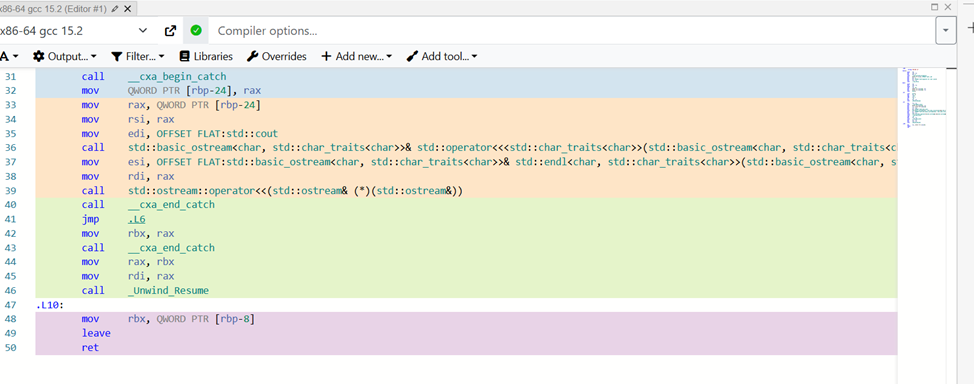 x86-64 gcc 15.2 (Editor #1)
x86-64 gcc 15.2 Compiler options...
A Output... Filter... Libraries Overrides Add new... Add tool...
31 call __cxa_begin_catch
32 mov QWORD PTR [rbp-24], rax
33 mov rax, QWORD PTR [rbp-24]
34 mov rsi, rax
35 mov edi, OFFSET FLAT:std::cout
36 call std::basic_ostream<char, std::char_traits<char>>& std::operator<<<std::char_traits<char>>(std::basic_ostream<char, std::char_traits<c
37 mov esi, OFFSET FLAT:std::basic_ostream<char, std::char_traits<char>>& std::endl<char, std::char_traits<char>>(std::basic_ostream<char, s
38 mov rdi, rax
39 call std::ostream::operator<<(std::ostream& (*)(std::ostream&))
40 call __cxa_end_catch
41 jmp .L6
42 mov rbx, rax
43 call __cxa_end_catch
44 mov rax, rbx
45 mov rdi, rax
46 call _Unwind_Resume
47 .L10:
48 mov rbx, QWORD PTR [rbp-8]
49 leave
50 ret